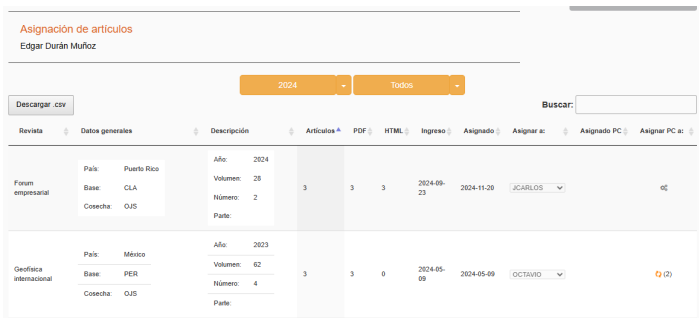 Asignación de artículos
Edgar Durán Muñoz
2024
Todos
Descargar .csv
Buscar:
Revista Datos generales Descripción Artículos PDF HTML Ingreso Asignado Asignar a: Asignado PC Asignar PC a:
Forum
empresarial
País: Puerto Rico
Base: CLA
Cosecha: OJS
Año: 2024
Volumen: 28
Número: 2
Parte:
3 3 3 2024-09-
23 2024-11-20 JCARLOS
Geofísica
internacional
País: México
Base: PER
Cosecha: OJS
Año: 2023
Volumen: 62
Número: 4
Parte:
3 3 0 2024-05-
09 2024-05-09 OCTAVIO (2)